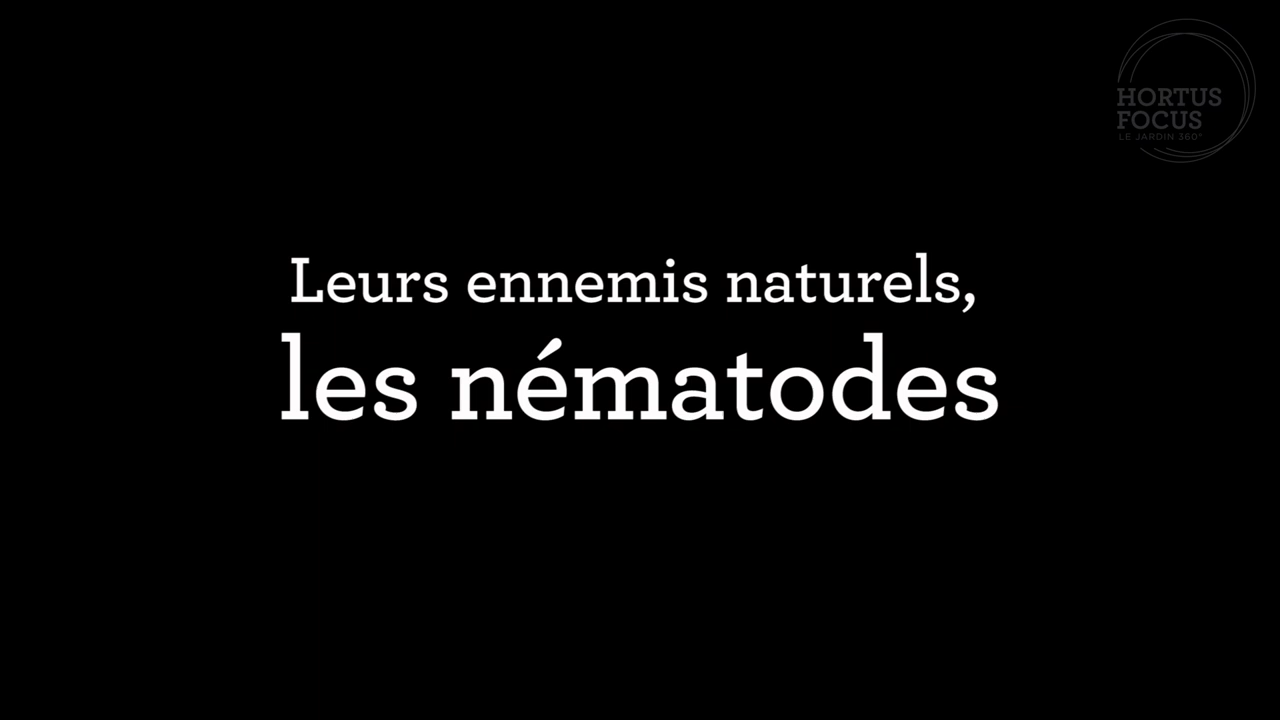 HORTUS
FOCUS
LE JARDIN 360°
Leurs ennemis naturels,
les nématodes